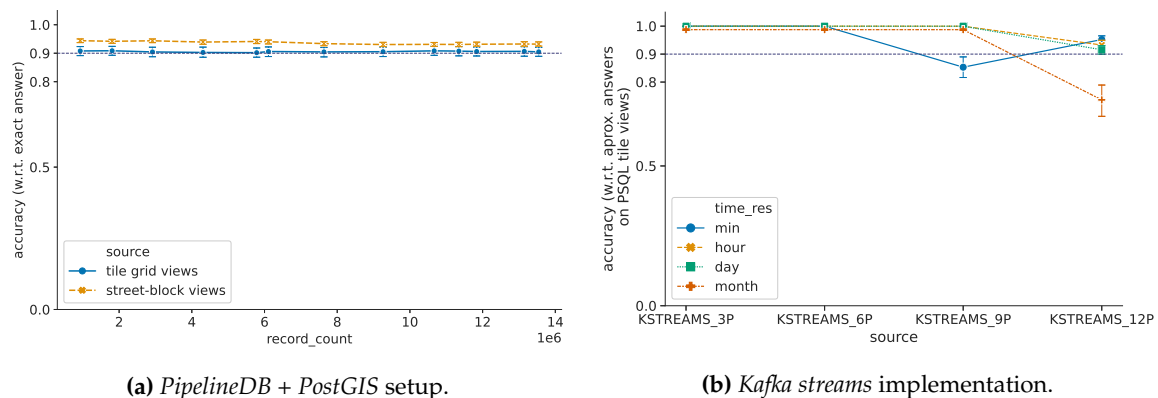 1.0
0.9
0.8
0.5
0.0
accuracy (w.r.t. exact answer)
source
tile grid views
street-block views
2
4
6
8
10
12
14
1e6
record_count
(a) PipelineDB + PostGIS setup.
1.0
0.9
0.8
0.5
0.0
accuracy (w.r.t. aprox. answers
on PSQL tile views)
time_res
min
hour
day
month
KSTREAMS_3P
KSTREAMS_6P
KSTREAMS_9P
KSTREAMS_12P
source
(b) Kafka streams implementation.